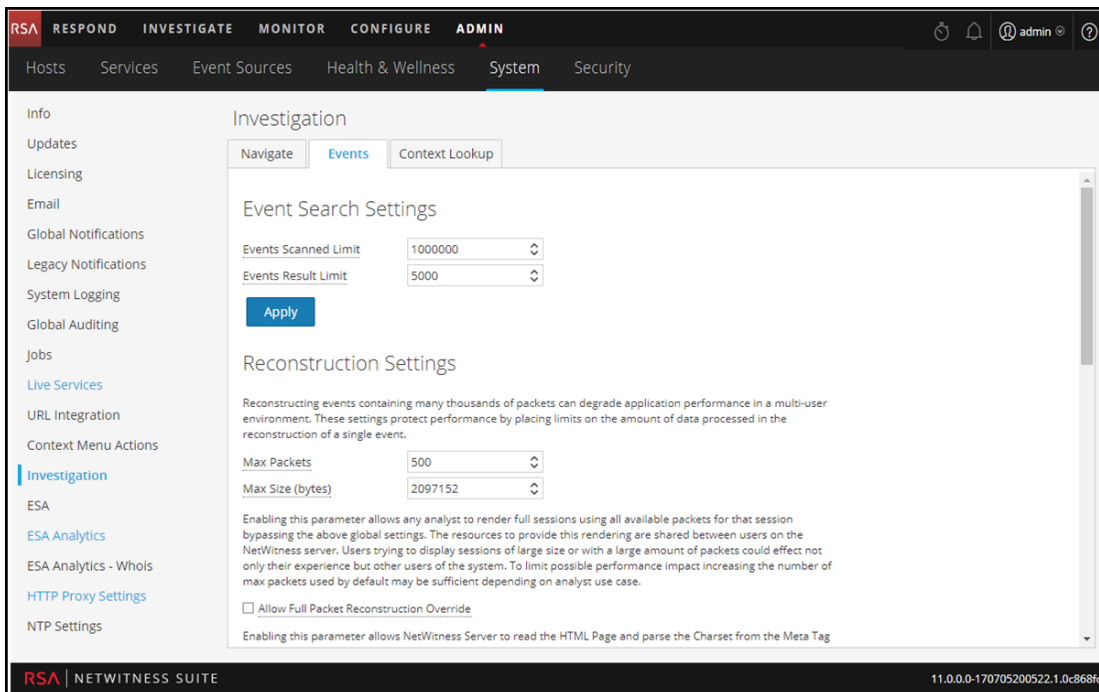 RSA RESPOND INVESTIGATE MONITOR CONFIGURE ADMIN admin
Hosts Services Event Sources Health & Wellness System Security
Info
Updates
Licensing
Email
Global Notifications
Legacy Notifications
System Logging
Global Auditing
Jobs
Live Services
URL Integration
Context Menu Actions
Investigation
ESA
ESA Analytics
ESA Analytics - Whois
HTTP Proxy Settings
NTP Settings
Investigation
Navigate Events Context Lookup
Event Search Settings
Events Scanned Limit 1000000
Events Result Limit 5000
Apply
Reconstruction Settings
Reconstructing events containing many thousands of packets can degrade application performance in a multi-user
environment. These settings protect performance by placing limits on the amount of data processed in the
reconstruction of a single event.
Max Packets 500
Max Size (bytes) 2097152
Enabling this parameter allows any analyst to render full sessions using all available packets for that session
bypassing the above global settings. The resources to provide this rendering are shared between users on the
NetWitness server. Users trying to display sessions of large size or with a large amount of packets could effect not
only their experience but other users of the system. To limit possible performance impact increasing the number of
max packets used by default may be sufficient depending on analyst use case.
Allow Full Packet Reconstruction Override
Enabling this parameter allows NetWitness Server to read the HTML Page and parse the Charset from the Meta Tag
RSA NETWITNESS SUITE 11.0.0.0-170705200522.1.0c868f